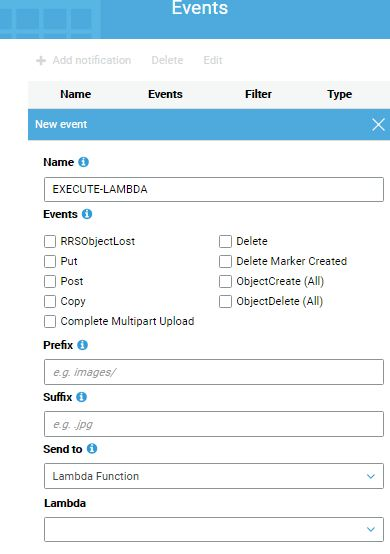 Events
Add notification Delete Edit
Name Events Filter Type
New event
Name
EXECUTE-LAMBDA
Events
RRSObjectLost Delete
Put Delete Marker Created
Post ObjectCreate (All)
Copy ObjectDelete (All)
Complete Multipart Upload
Prefix
e.g. images/
Suffix
e.g. .jpg
Send to
Lambda Function
Lambda